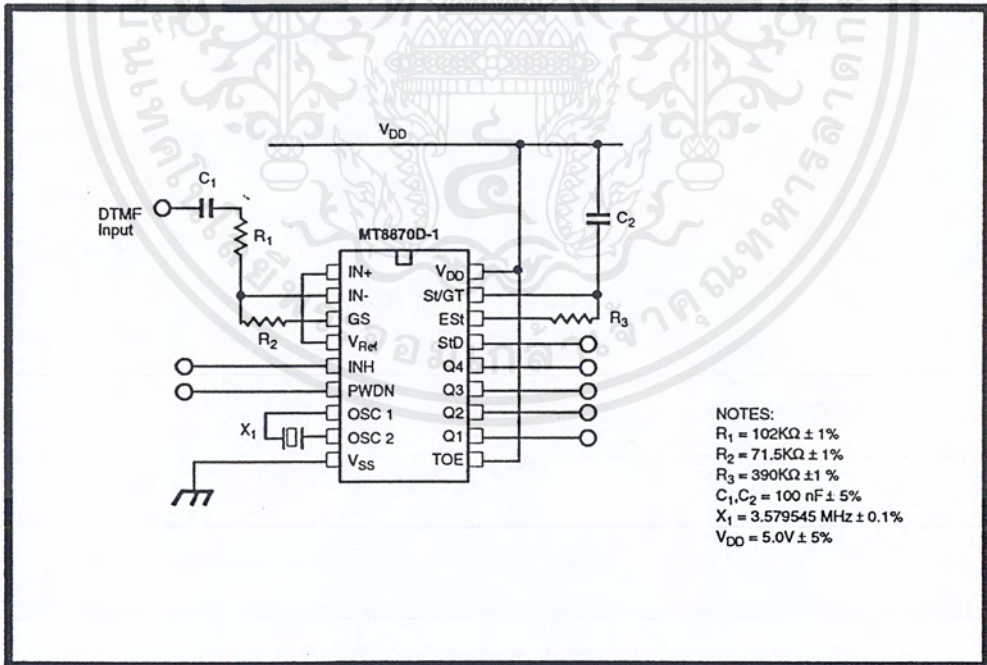 V_DD
C₁
DTMF
Input
R₁
C₂
MT8870D-1
IN+
IN-
GS
V_Ref
INH
PWDN
OSC 1
OSC 2
V_SS
V_DD
St/GT
ESt
StD
Q4
Q3
Q2
Q1
TOE
R₂
R₃
X₁
NOTES:
R₁ = 102KΩ ± 1%
R₂ = 71.5KΩ ± 1%
R₃ = 390KΩ ±1 %
C₁,C₂ = 100 nF ± 5%
X₁ = 3.579545 MHz ± 0.1%
V_DD = 5.0V ± 5%